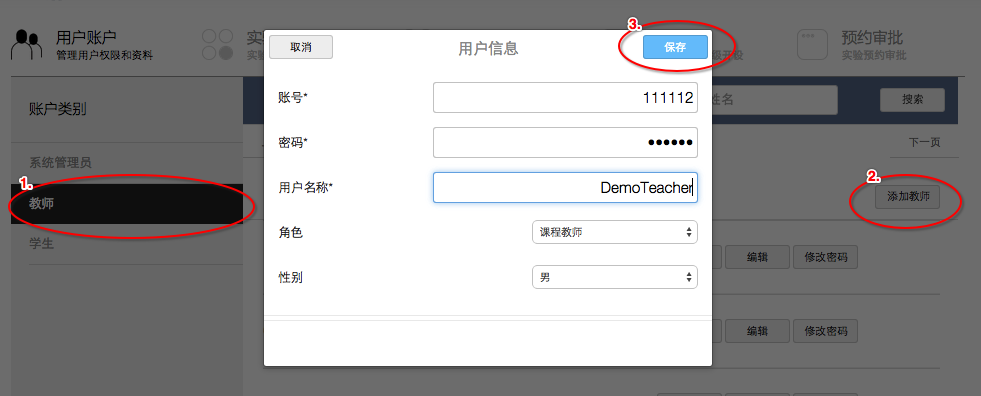 用户账户
管理用户权限和资料
实
实
预约审批
实验预约审批
3.
取消
用户信息
保存
账户类别
姓名
搜索
账号*
111112
系统管理员
密码*
••••••
下一页
1.
2.
教师
用户名称*
DemoTeacher
添加教师
学生
角色
课程教师
编辑
修改密码
性别
男
编辑
修改密码